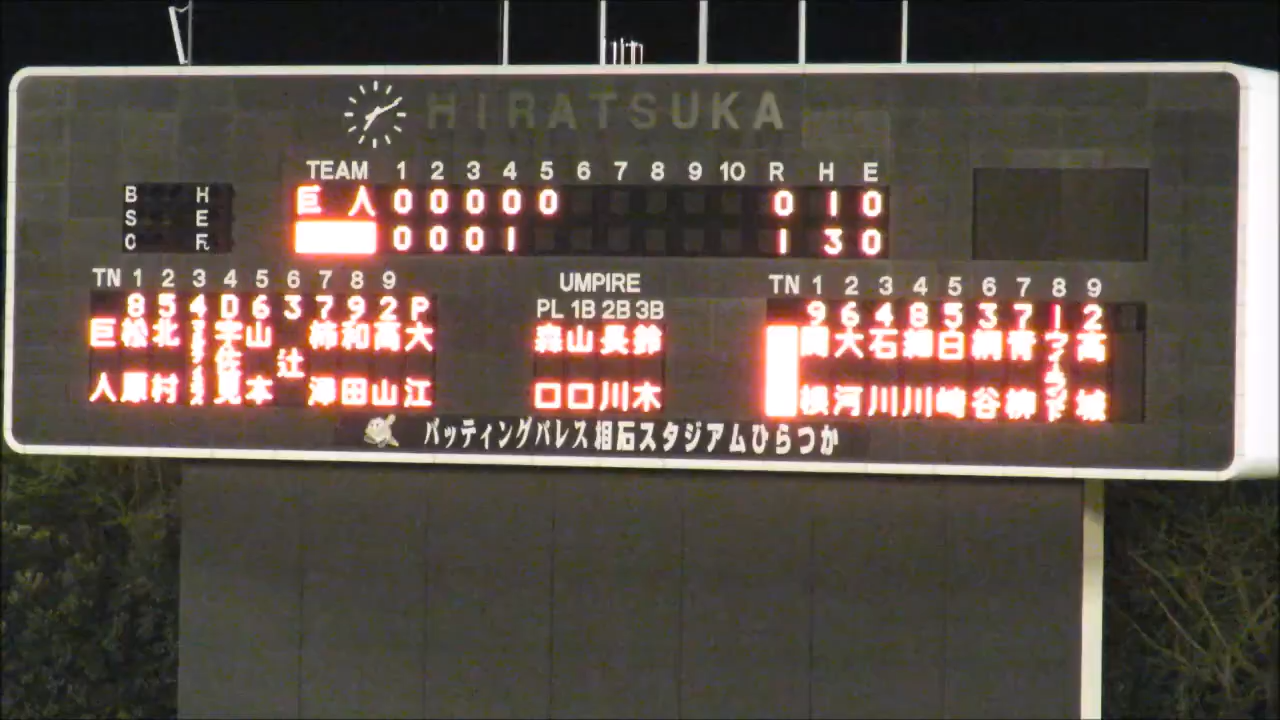 HIRATSUKA
TEAM 1 2 3 4 5 6 7 8 9 10 R H E
巨人 0 0 0 0 0 0 1 0
0 0 0 1 1 3 0
B H
S E
TN 1 2 3 4 5 6 7 8 9
8 5 4 D 6 3 7 9 2 P
巨人 松原 北村 山本 辻 柿澤 和田 高山 大江
UMPIRE
PL 1B 2B 3B
森口 山口 長川 鈴木
TN 1 2 3 4 5 6 7 8 9
9 6 4 8 5 3 7 1 2
関根 大河 石川 細川 白崎 桐谷 青柳 高城
バッティングパレス相石スタジアムひらつか